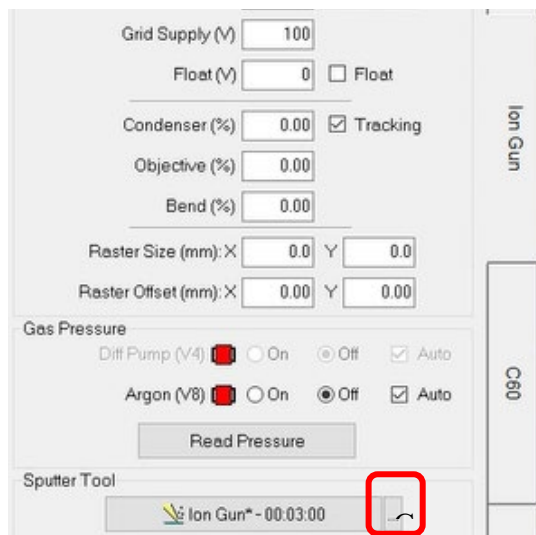 Grid Supply (V) 100
Float (V) 0 Float
Condenser (%) 0.00 Tracking
Objective (%) 0.00
Bend (%) 0.00
Raster Size (mm): X 0.0 Y 0.0
Raster Offset (mm): X 0.00 Y 0.00
Gas Pressure
Diff Pump (V4) On Off Auto
Argon (V8) On Off Auto
Read Pressure
Sputter Tool
Ion Gun* - 00:03:00
Ion Gun
C60